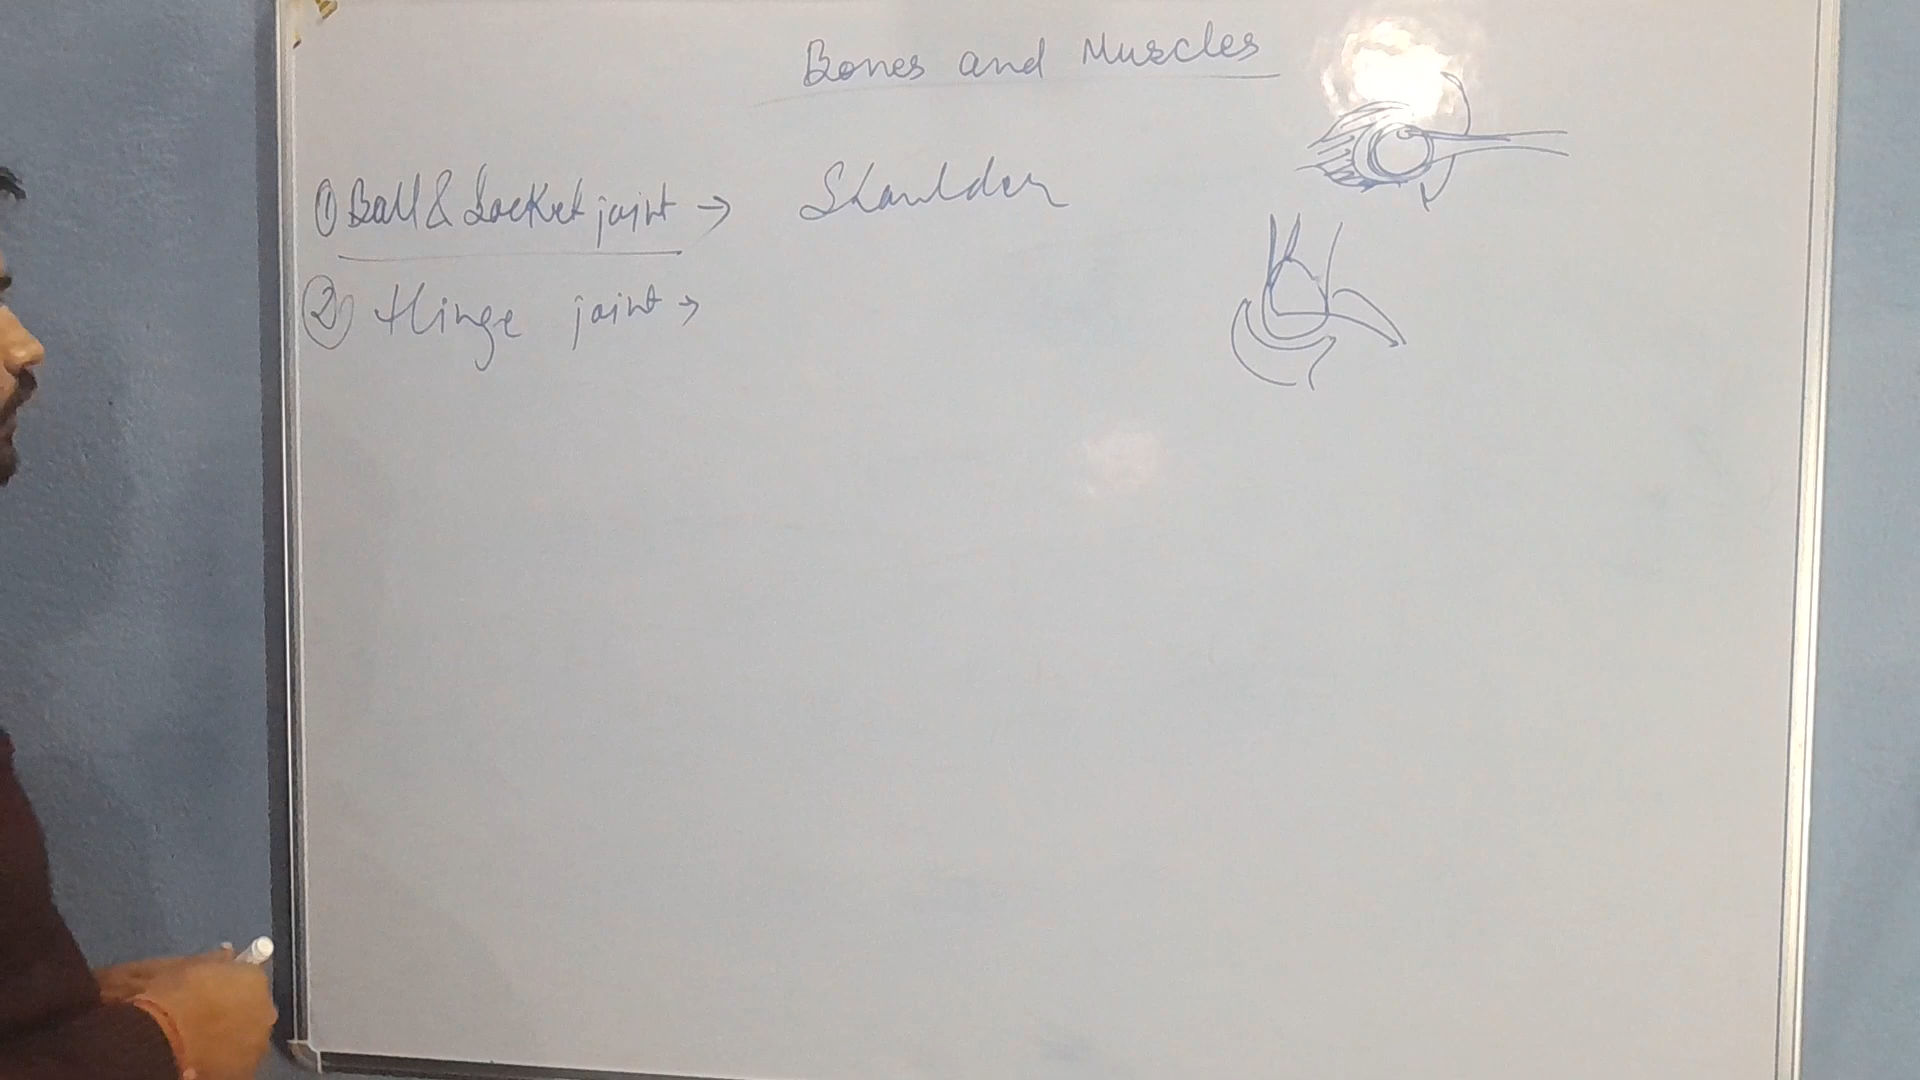 Bones and Muscles
① Ball & Socket joint → Shoulder
② Hinge joint →